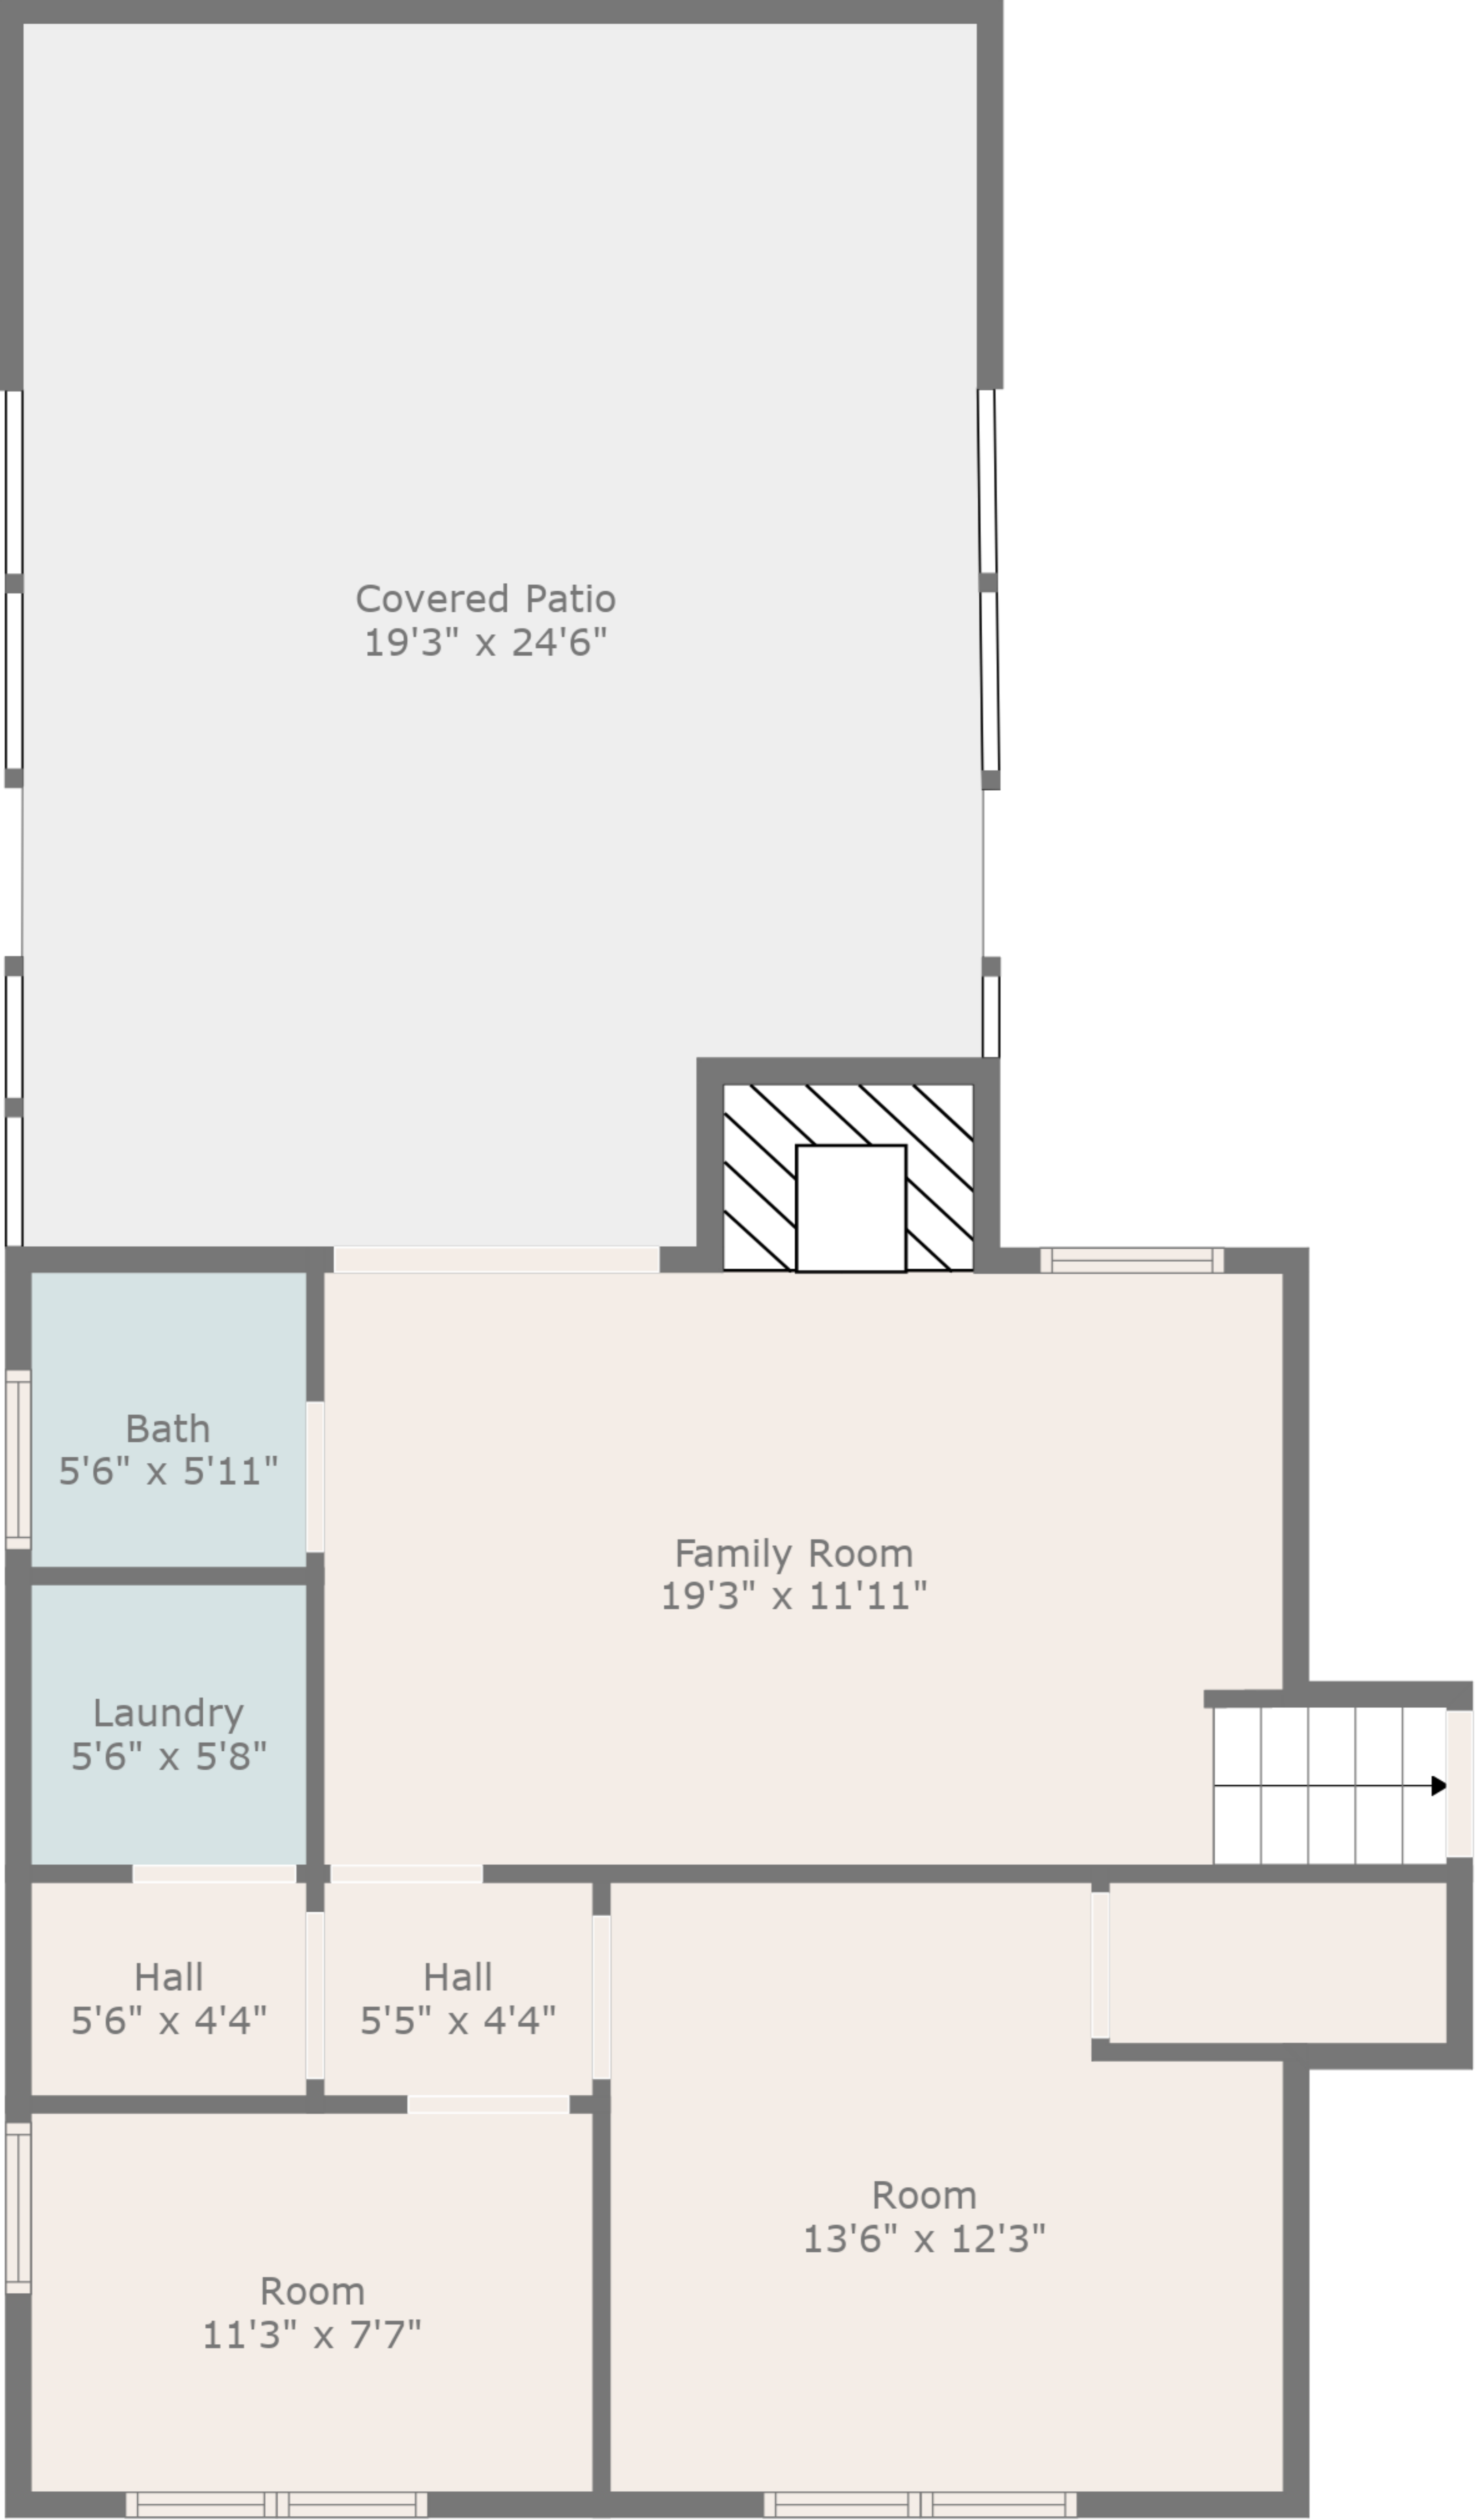 Covered Patio
19'3" x 24'6"
Bath
5'6" x 5'11"
Family Room
19'3" x 11'11"
Laundry
5'6" x 5'8"
Hall
5'6" x 4'4"
Hall
5'5" x 4'4"
Room
13'6" x 12'3"
Room
11'3" x 7'7"